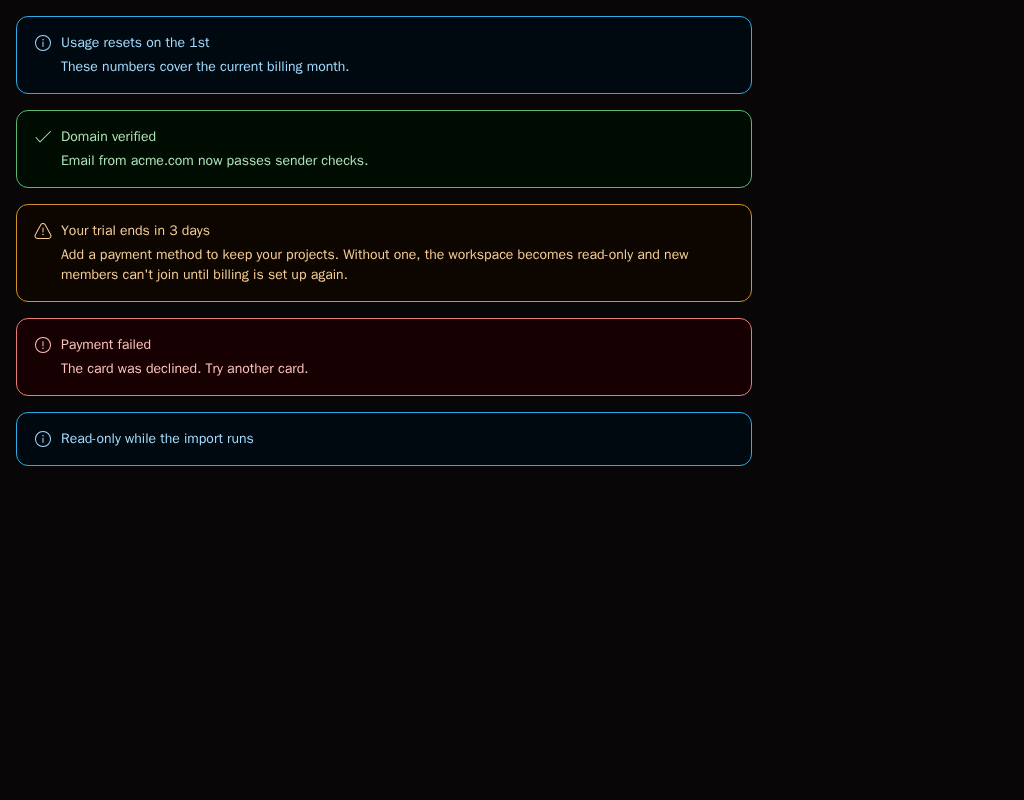 Usage resets on the 1st
These numbers cover the current billing month.
Domain verified
Email from acme.com now passes sender checks.
Your trial ends in 3 days
Add a payment method to keep your projects. Without one, the workspace becomes read-only and new
members can't join until billing is set up again.
Payment failed
The card was declined. Try another card.
Read-only while the import runs